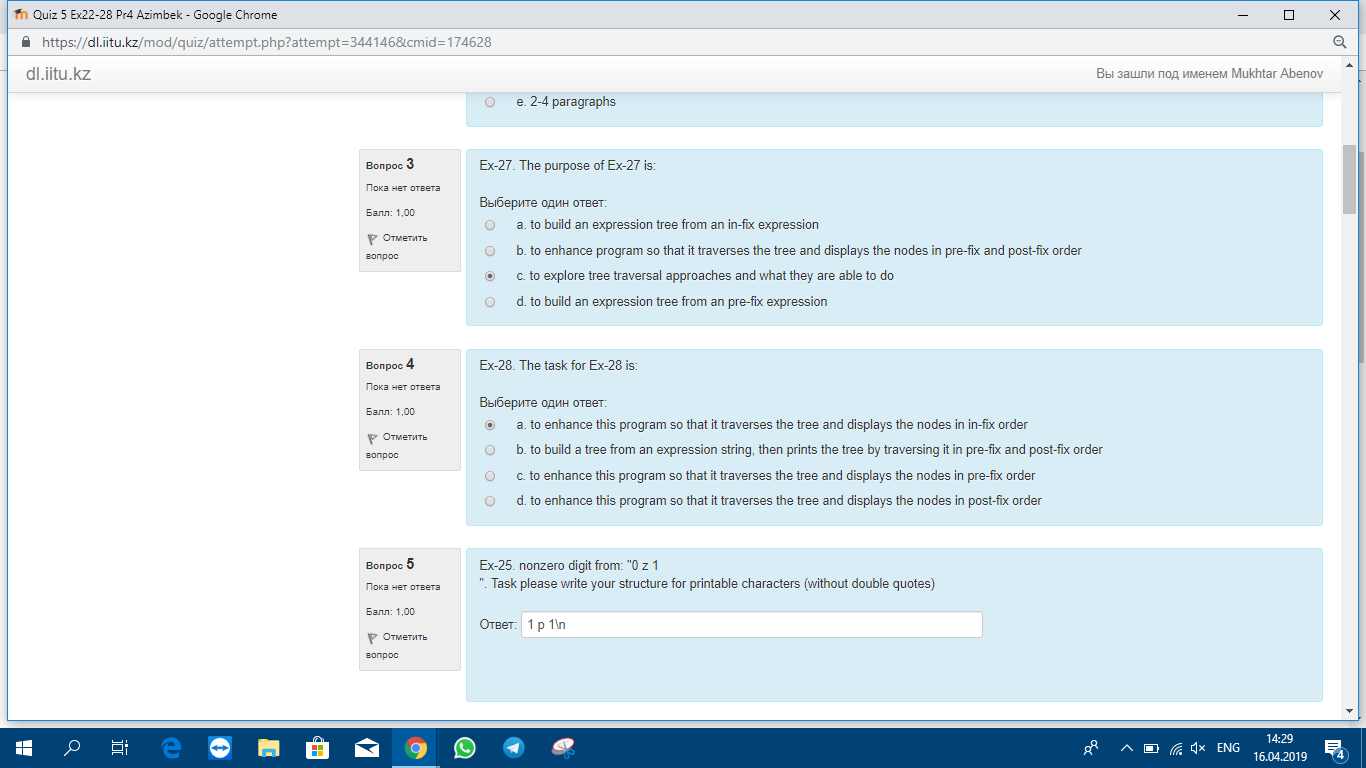 Quiz 5 Ex22-28 Pr4 Azimbek - Google Chrome
https://dl.iitu.kz/mod/quiz/attempt.php?attempt=344146&cmid=174628
dl.iitu.kz
Вы зашли под именем Mukhtar Abenov
e. 2-4 paragraphs
Вопрос 3
Пока нет ответа
Балл: 1,00
Отметить
вопрос
Ex-27. The purpose of Ex-27 is:
Выберите один ответ:
a. to build an expression tree from an in-fix expression
b. to enhance program so that it traverses the tree and displays the nodes in pre-fix and post-fix order
c. to explore tree traversal approaches and what they are able to do
d. to build an expression tree from an pre-fix expression
Вопрос 4
Пока нет ответа
Балл: 1,00
Отметить
вопрос
Ex-28. The task for Ex-28 is:
Выберите один ответ:
a. to enhance this program so that it traverses the tree and displays the nodes in in-fix order
b. to build a tree from an expression string, then prints the tree by traversing it in pre-fix and post-fix order
c. to enhance this program so that it traverses the tree and displays the nodes in pre-fix order
d. to enhance this program so that it traverses the tree and displays the nodes in post-fix order
Вопрос 5
Пока нет ответа
Балл: 1,00
Отметить
вопрос
Ex-25. nonzero digit from: "0 z 1
". Task please write your structure for printable characters (without double quotes)
Ответ: 1 p 1\n
ENG
14:29
16.04.2019
4